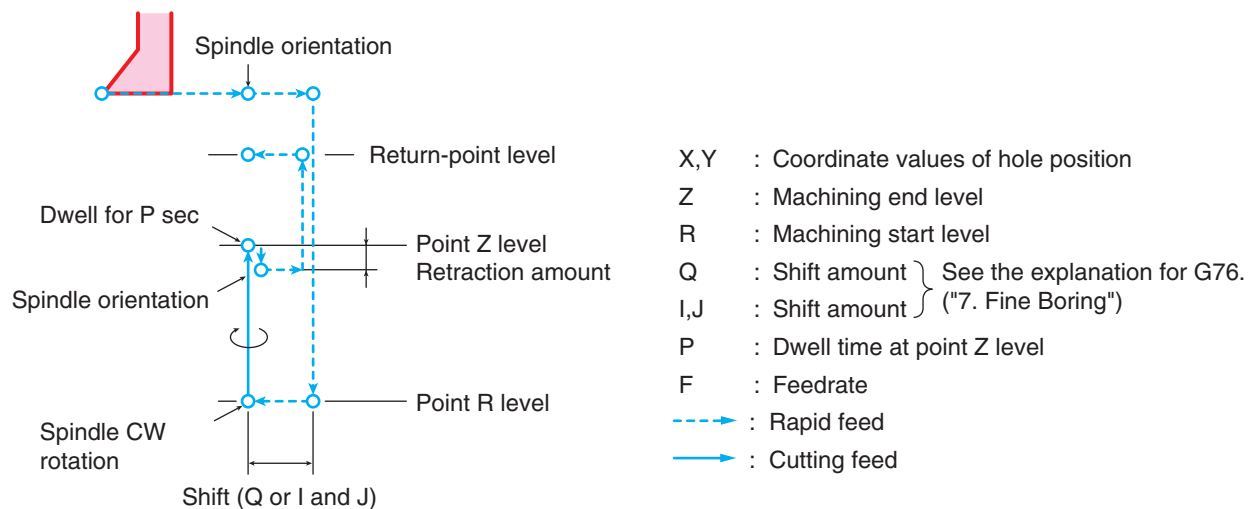 Spindle orientation
Return-point level
Dwell for P sec
Point Z level
Retraction amount
Spindle orientation
Point R level
Spindle CW
rotation
Shift (Q or I and J)
X,Y : Coordinate values of hole position
Z : Machining end level
R : Machining start level
Q : Shift amount See the explanation for G76.
I,J : Shift amount ("7. Fine Boring")
P : Dwell time at point Z level
F : Feedrate
: Rapid feed
: Cutting feed